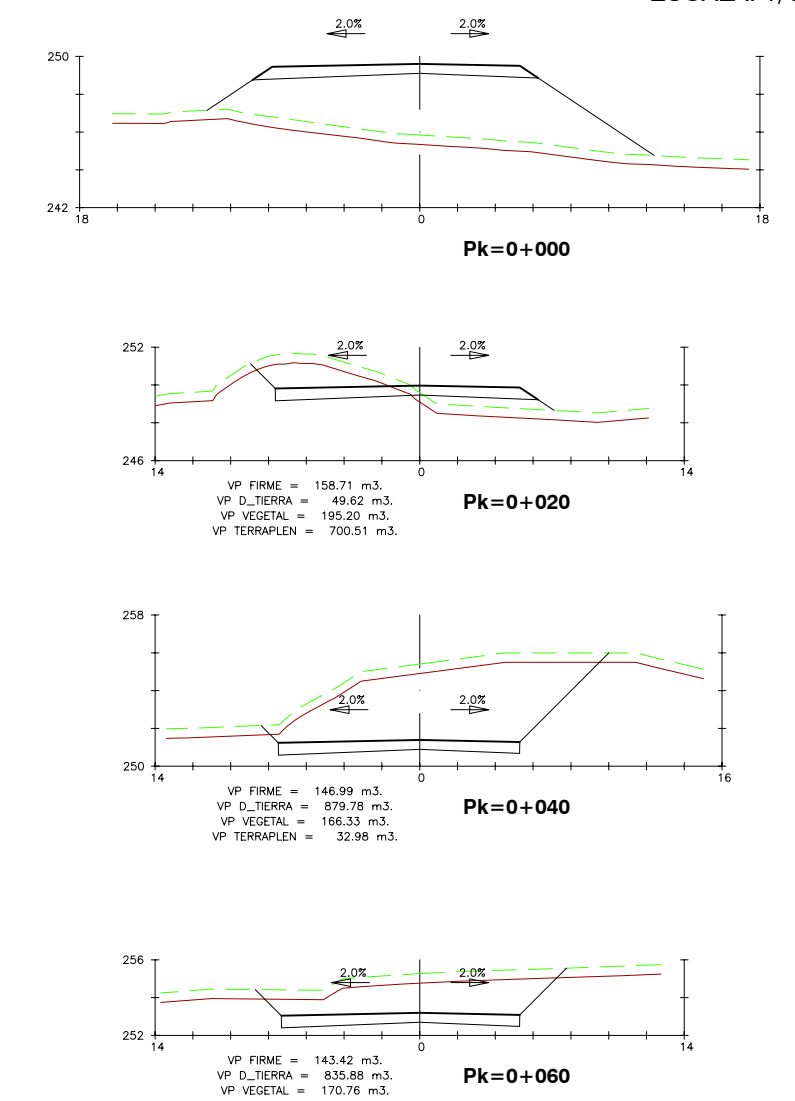 2.0% 2.0%
250
242
18 0 18
Pk=0+000
252
2.0% 2.0%
246
14 0 14
VP FIRME = 158.71 m3.
VP D_TIERRA = 49.62 m3.
VP VEGETAL = 195.20 m3.
VP TERRAPLEN = 700.51 m3.
Pk=0+020
258
2.0% 2.0%
250
14 0 16
VP FIRME = 146.99 m3.
VP D_TIERRA = 879.78 m3.
VP VEGETAL = 166.33 m3.
VP TERRAPLEN = 32.98 m3.
Pk=0+040
256
2.0% 2.0%
252
14 0 14
VP FIRME = 143.42 m3.
VP D_TIERRA = 835.88 m3.
VP VEGETAL = 170.76 m3.
Pk=0+060